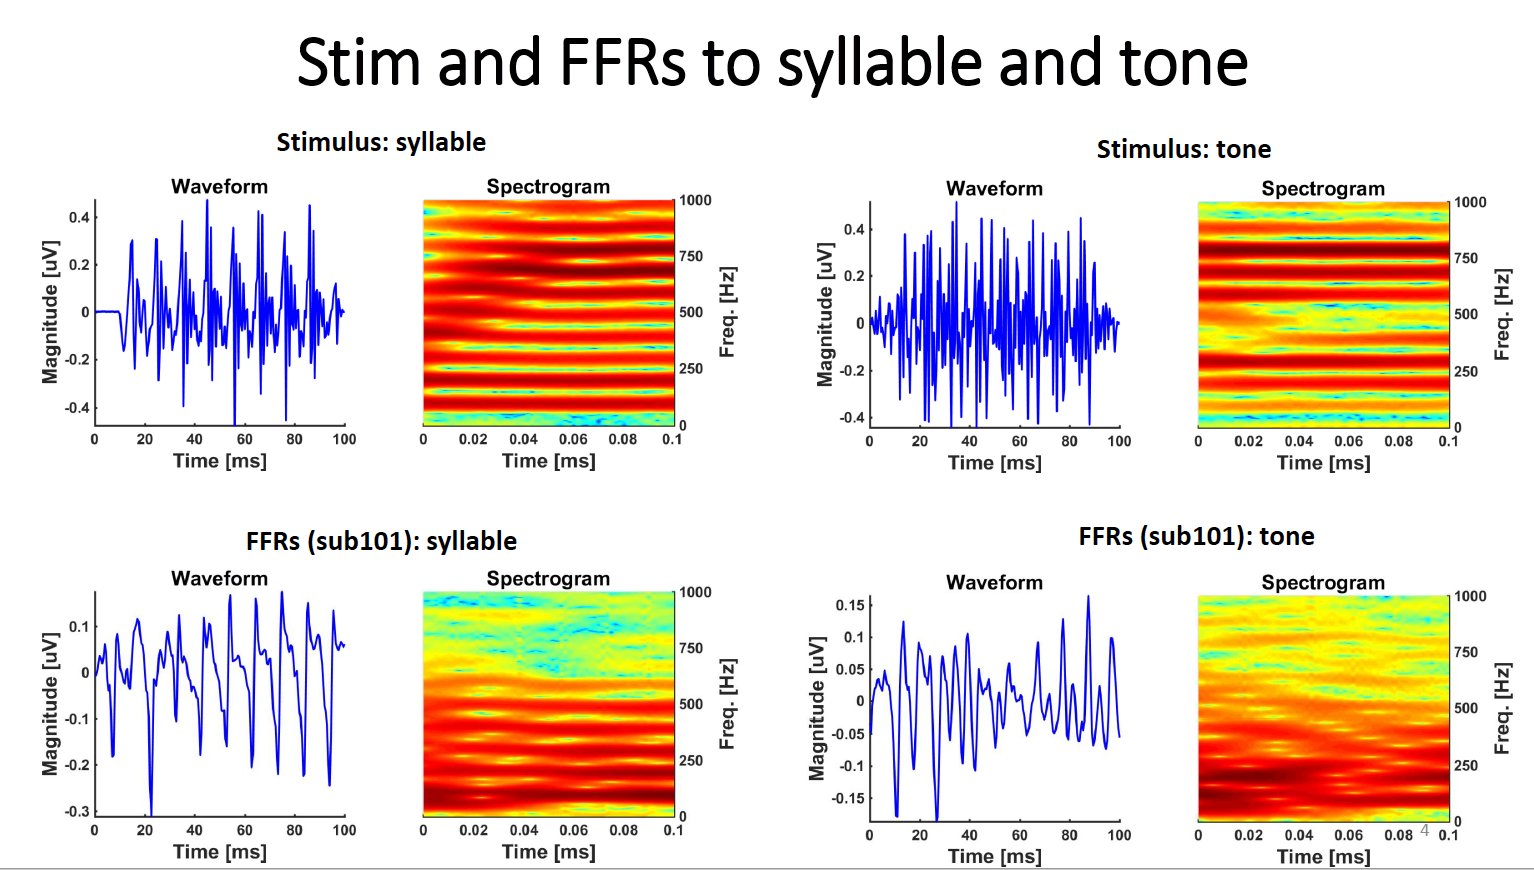 Stim and FFRs to syllable and tone
Stimulus: syllable
Stimulus: tone
Waveform
Spectrogram
0.4
0.2
0
-0.2
-0.4
Magnitude [uV]
0 20 40 60 80 100
Time [ms]
1000
750
500
250
0
Freq. [Hz]
0 0.02 0.04 0.06 0.08 0.1
Time [ms]
Waveform
Spectrogram
0.4
0.2
0
-0.2
-0.4
Magnitude [uV]
0 20 40 60 80 100
Time [ms]
1000
750
500
250
0
Freq. [Hz]
0 0.02 0.04 0.06 0.08 0.1
Time [ms]
FFRs (sub101): syllable
FFRs (sub101): tone
Waveform
Spectrogram
0.1
0
-0.1
-0.2
-0.3
Magnitude [uV]
0 20 40 60 80 100
Time [ms]
1000
750
500
250
0
Freq. [Hz]
0 0.02 0.04 0.06 0.08 0.1
Time [ms]
Waveform
Spectrogram
0.15
0.1
0.05
0
-0.05
-0.1
-0.15
Magnitude [uV]
0 20 40 60 80 100
Time [ms]
1000
750
500
250
0
Freq. [Hz]
0 0.02 0.04 0.06 0.08 0.1
Time [ms]
4